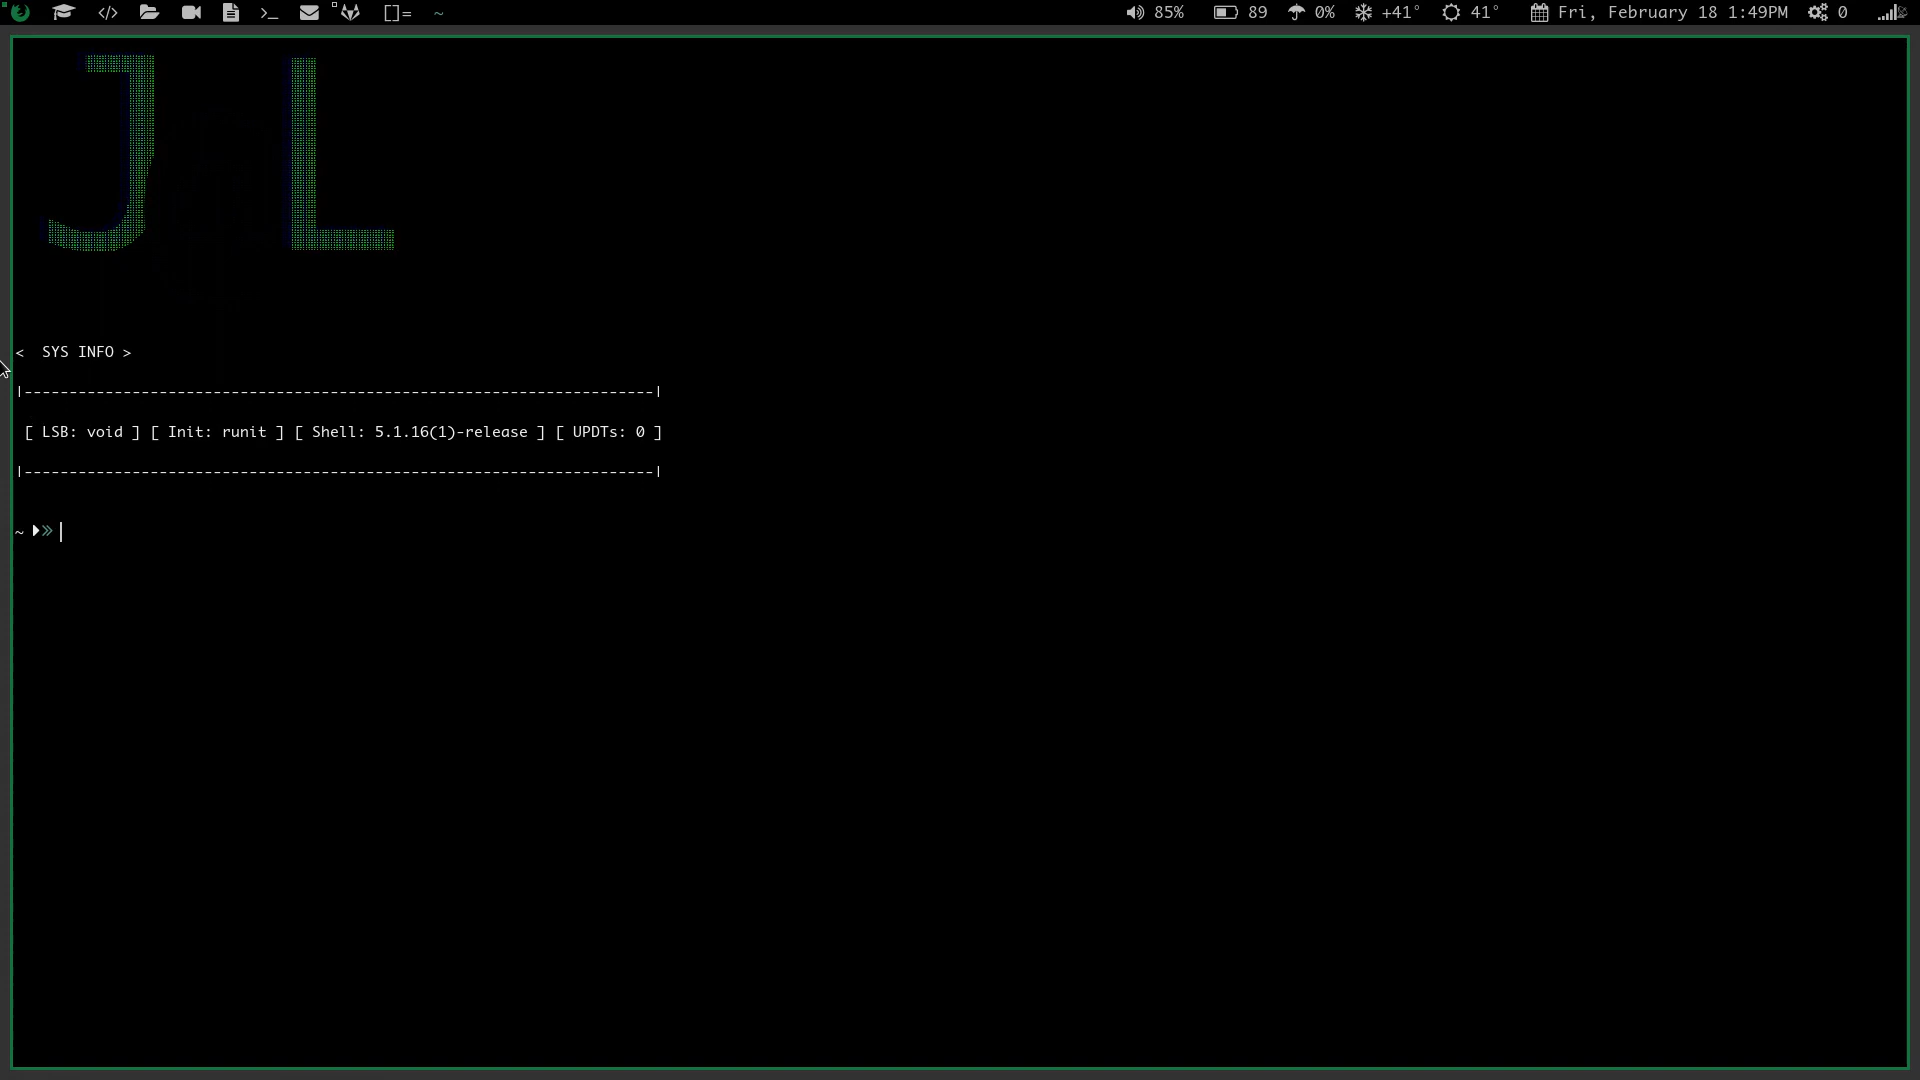 </> >_ []= ~ 85% 89 0% +41° 41° Fri, February 18 1:49PM 0
J L
< SYS INFO >
|----------------------------------------------------------------------|
[ LSB: void ] [ Init: runit ] [ Shell: 5.1.16(1)-release ] [ UPDTs: 0 ]
|----------------------------------------------------------------------|
~ »